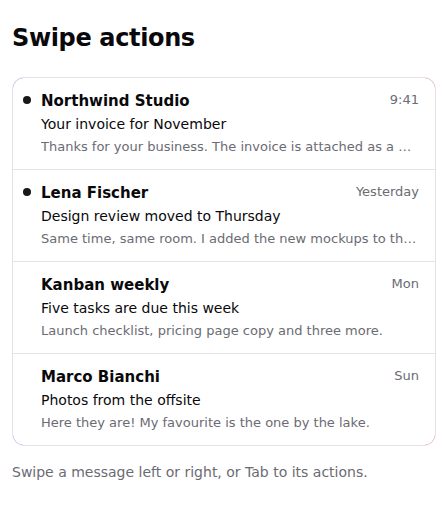 Swipe actions
Northwind Studio 9:41
Your invoice for November
Thanks for your business. The invoice is attached as a …
Lena Fischer Yesterday
Design review moved to Thursday
Same time, same room. I added the new mockups to th…
Kanban weekly Mon
Five tasks are due this week
Launch checklist, pricing page copy and three more.
Marco Bianchi Sun
Photos from the offsite
Here they are! My favourite is the one by the lake.
Swipe a message left or right, or Tab to its actions.